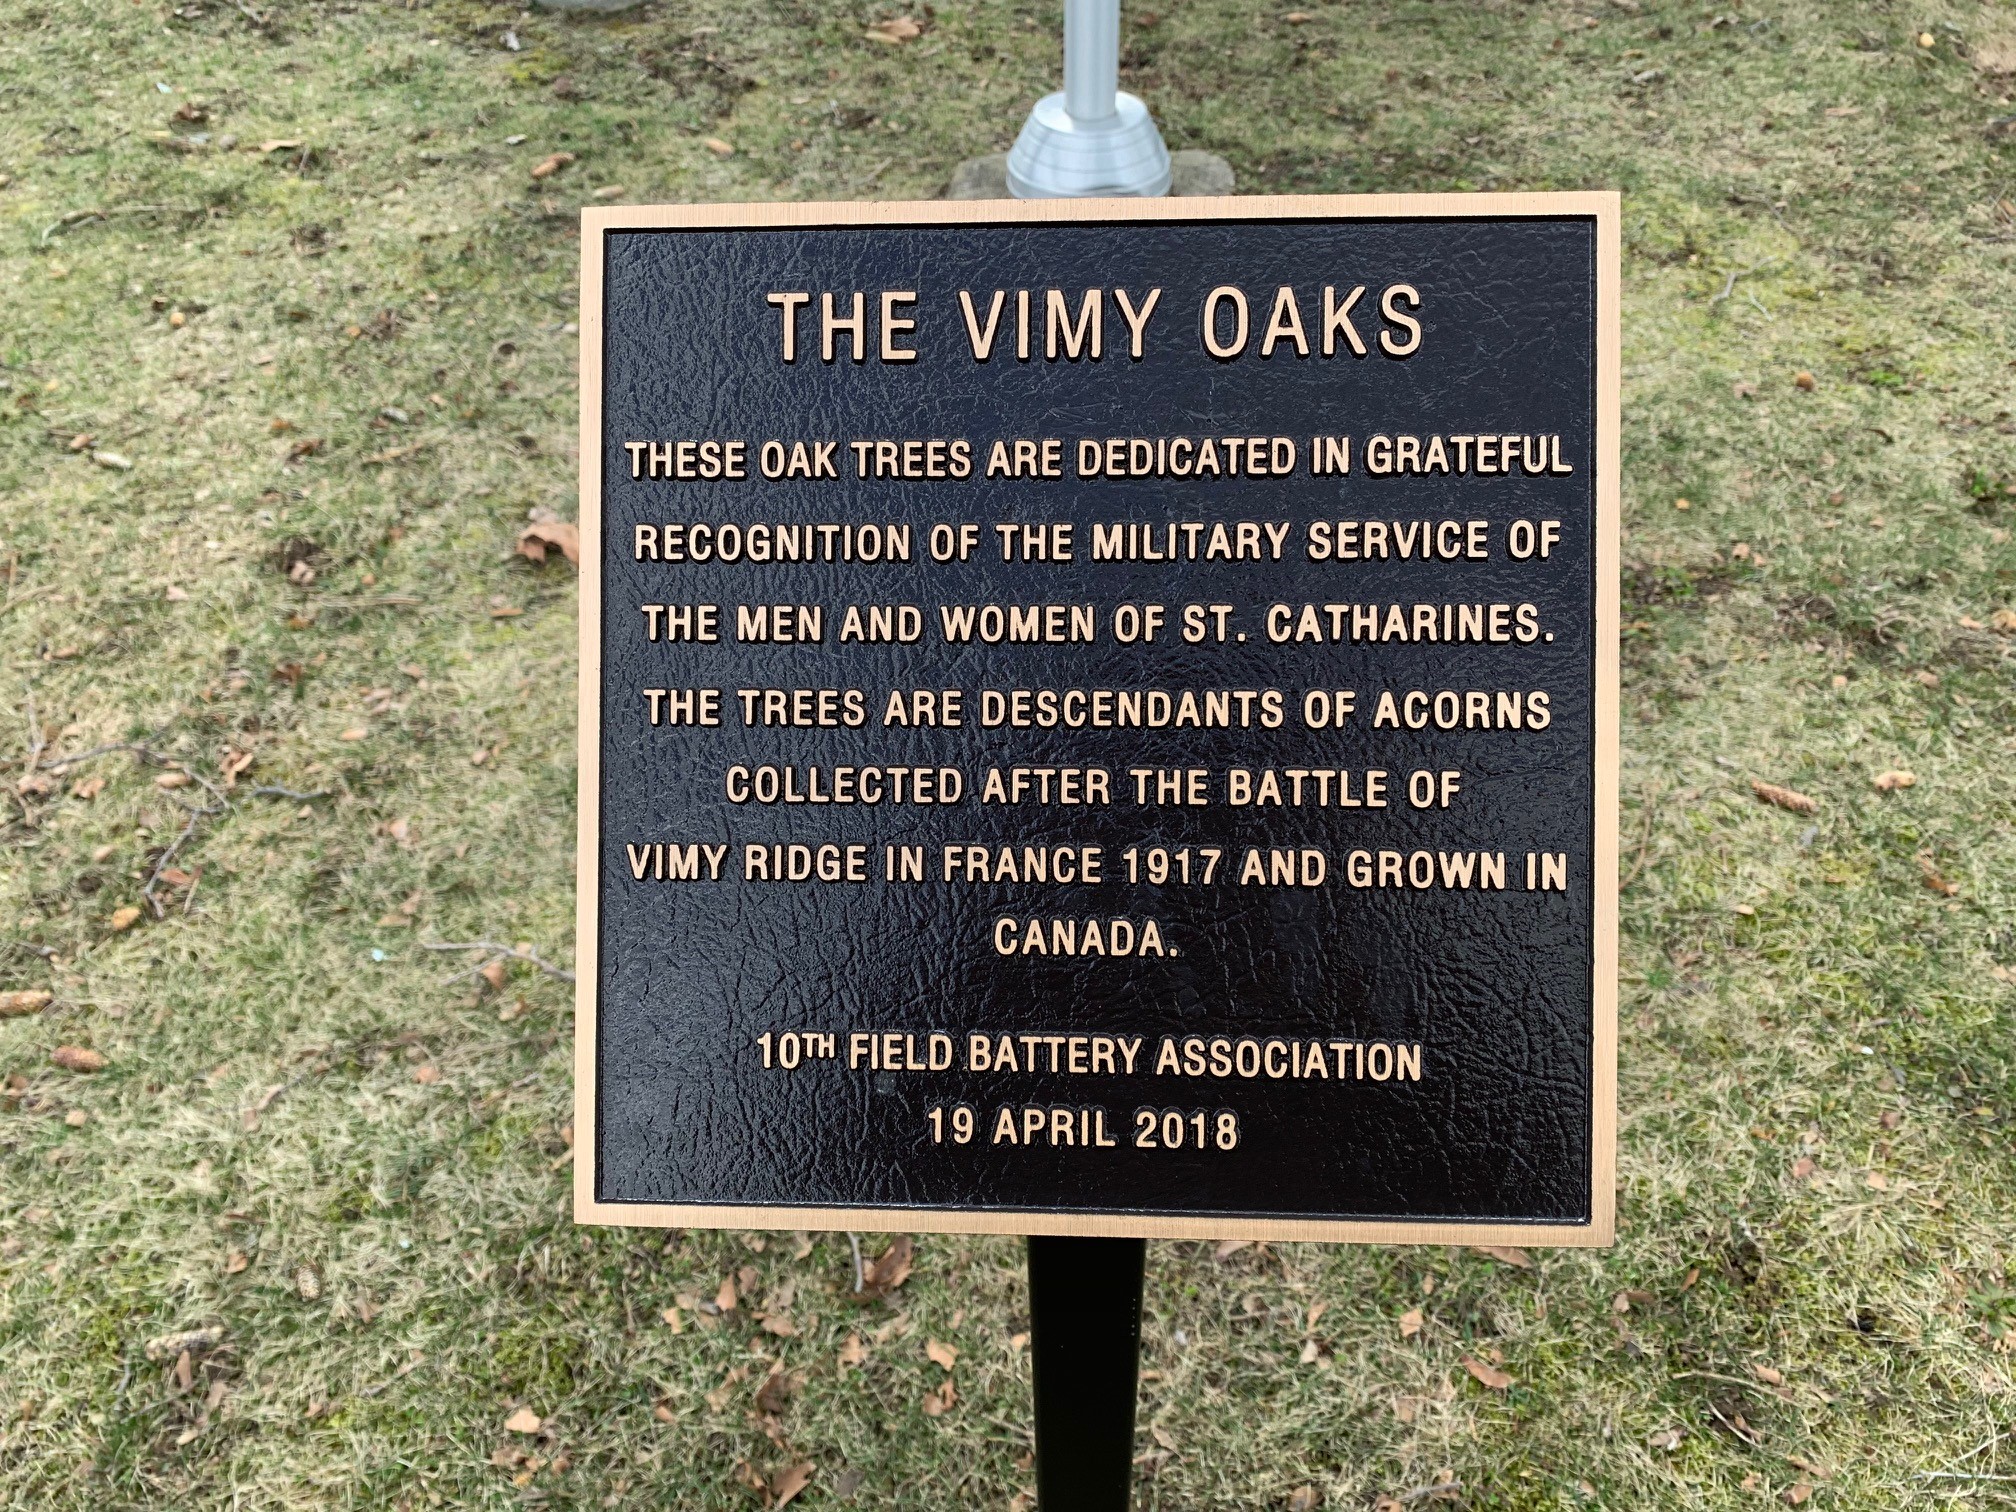 THE VIMY OAKS
THESE OAK TREES ARE DEDICATED IN GRATEFUL
RECOGNITION OF THE MILITARY SERVICE OF
THE MEN AND WOMEN OF ST. CATHARINES.
THE TREES ARE DESCENDANTS OF ACORNS
COLLECTED AFTER THE BATTLE OF
VIMY RIDGE IN FRANCE 1917 AND GROWN IN
CANADA.
10TH FIELD BATTERY ASSOCIATION
19 APRIL 2018